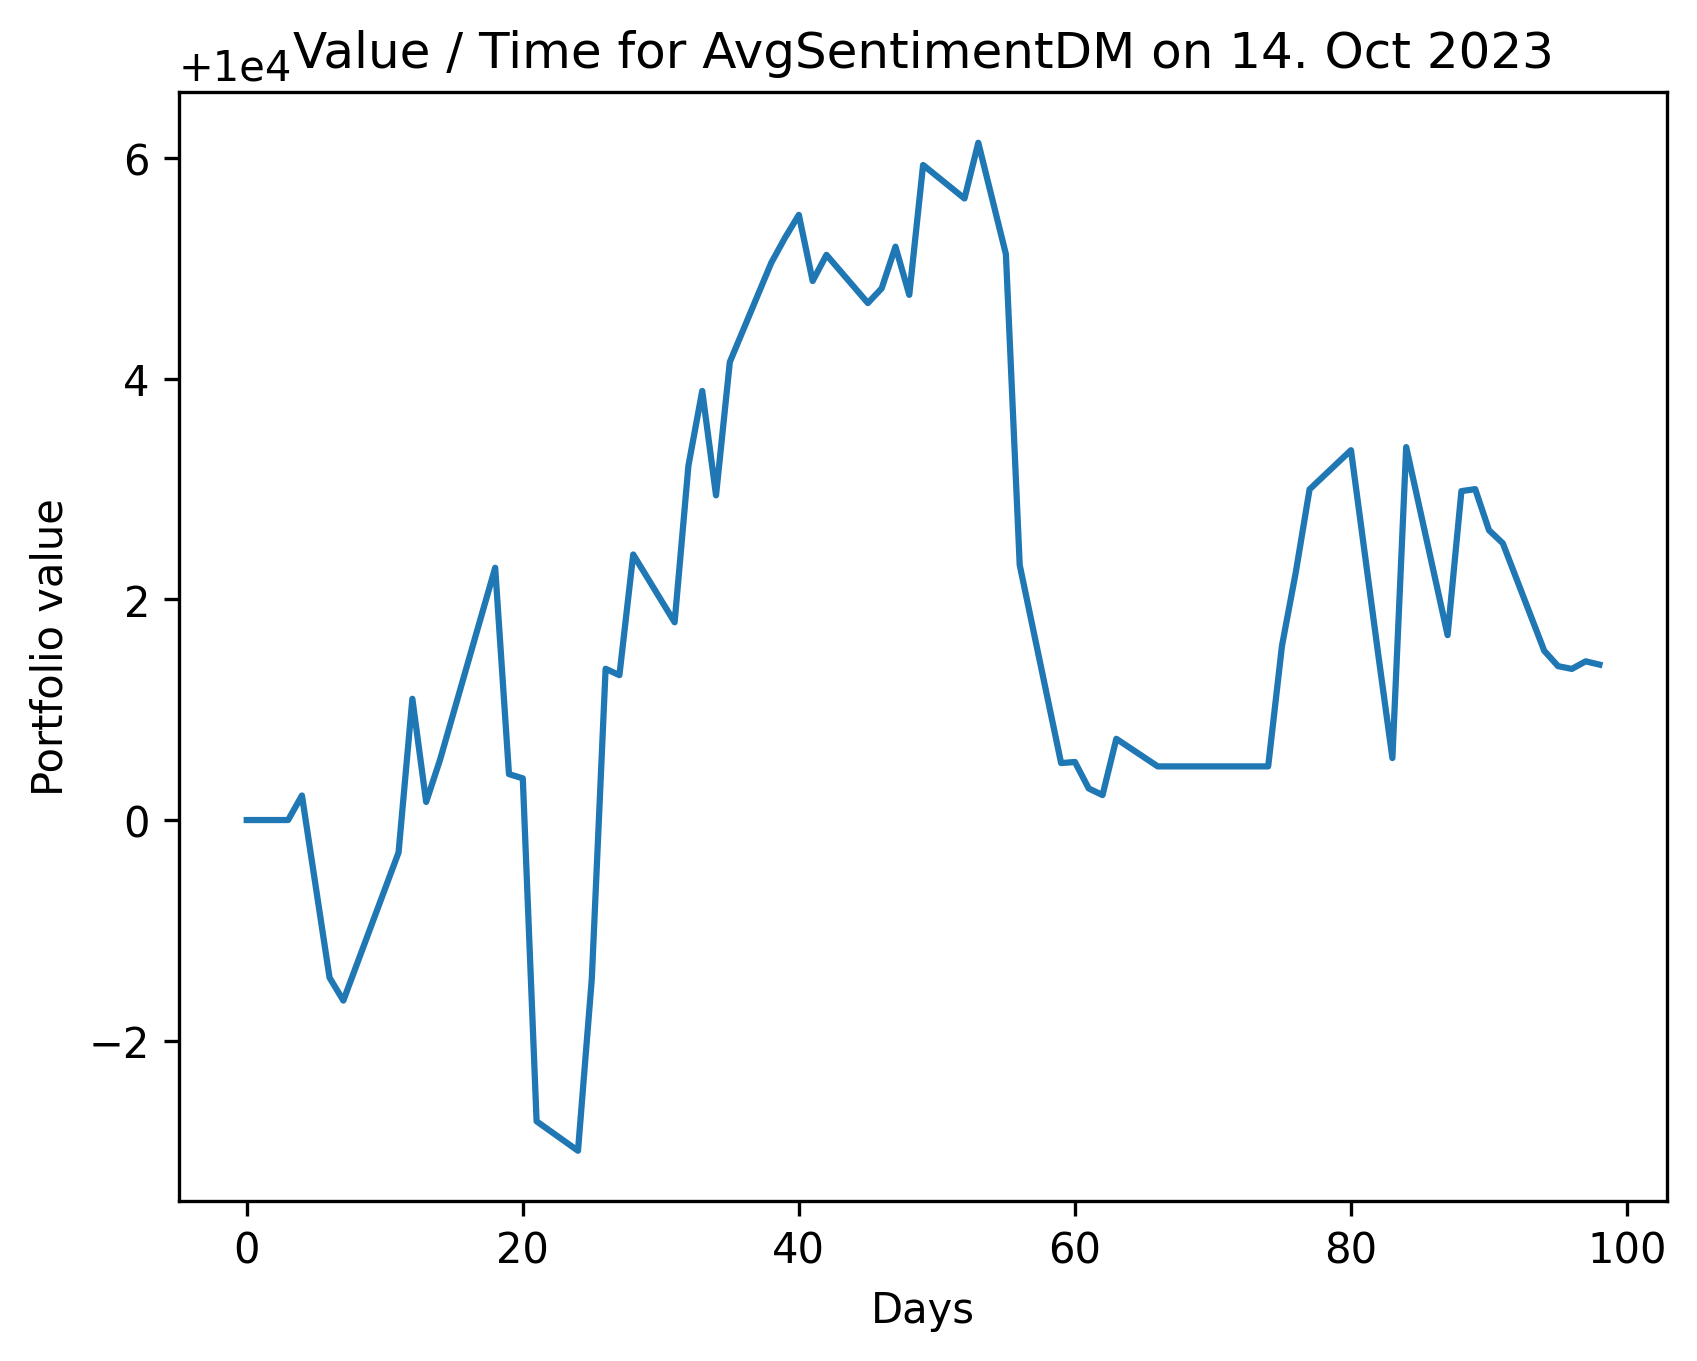 Value / Time for AvgSentimentDM on 14. Oct 2023
+1e4
6
4
2
0
−2
Portfolio value
0 20 40 60 80 100
Days